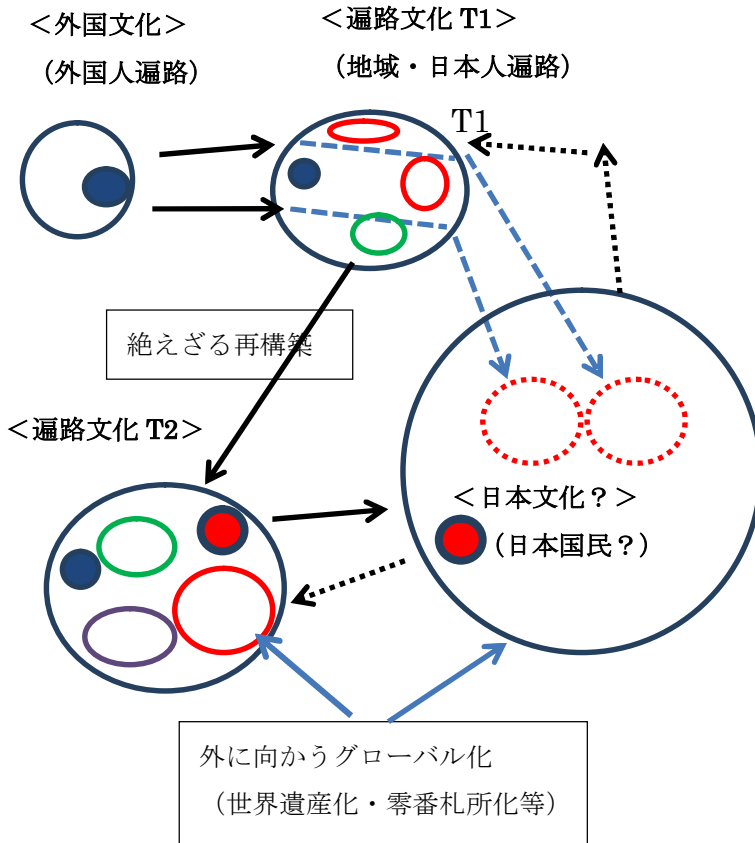 ＜外国文化＞
（外国人遍路）
＜遍路文化 T1＞
（地域・日本人遍路）
T1
絶えざる再構築
＜遍路文化 T2＞
＜日本文化？＞
（日本国民？）
外に向かうグローバル化
（世界遺産化・零番札所化等）